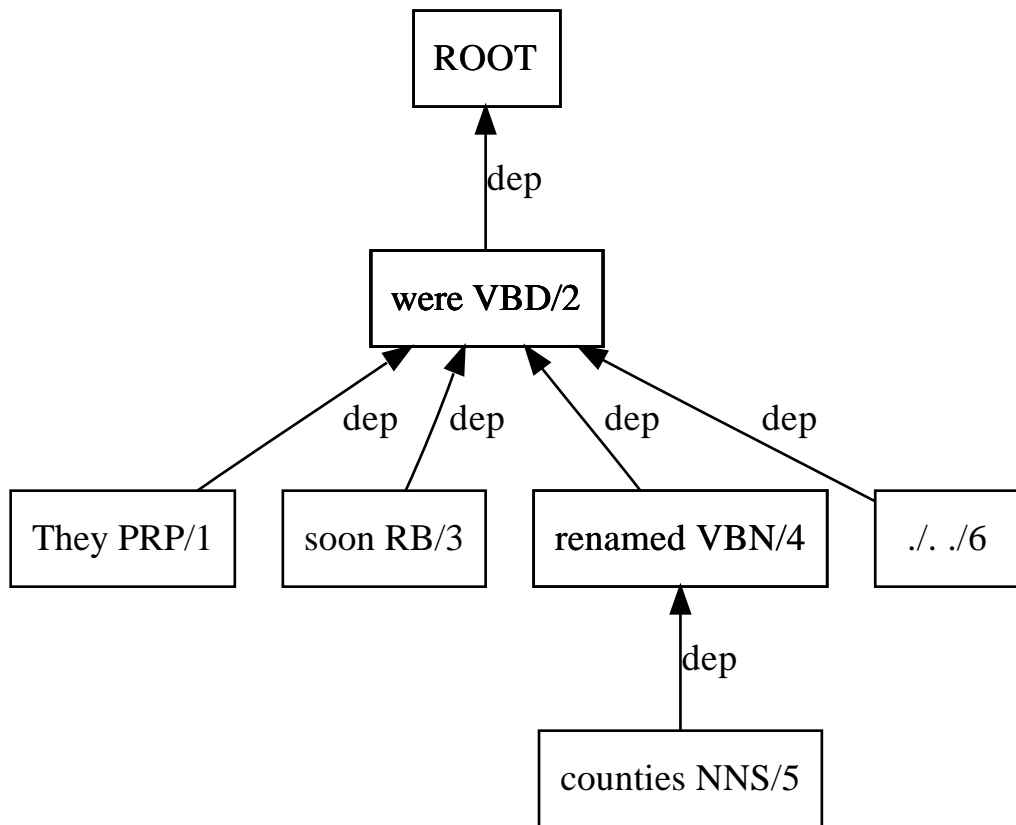 ROOT
dep
were VBD/2
dep dep dep dep
They PRP/1 soon RB/3 renamed VBN/4 ./. ./6
dep
counties NNS/5